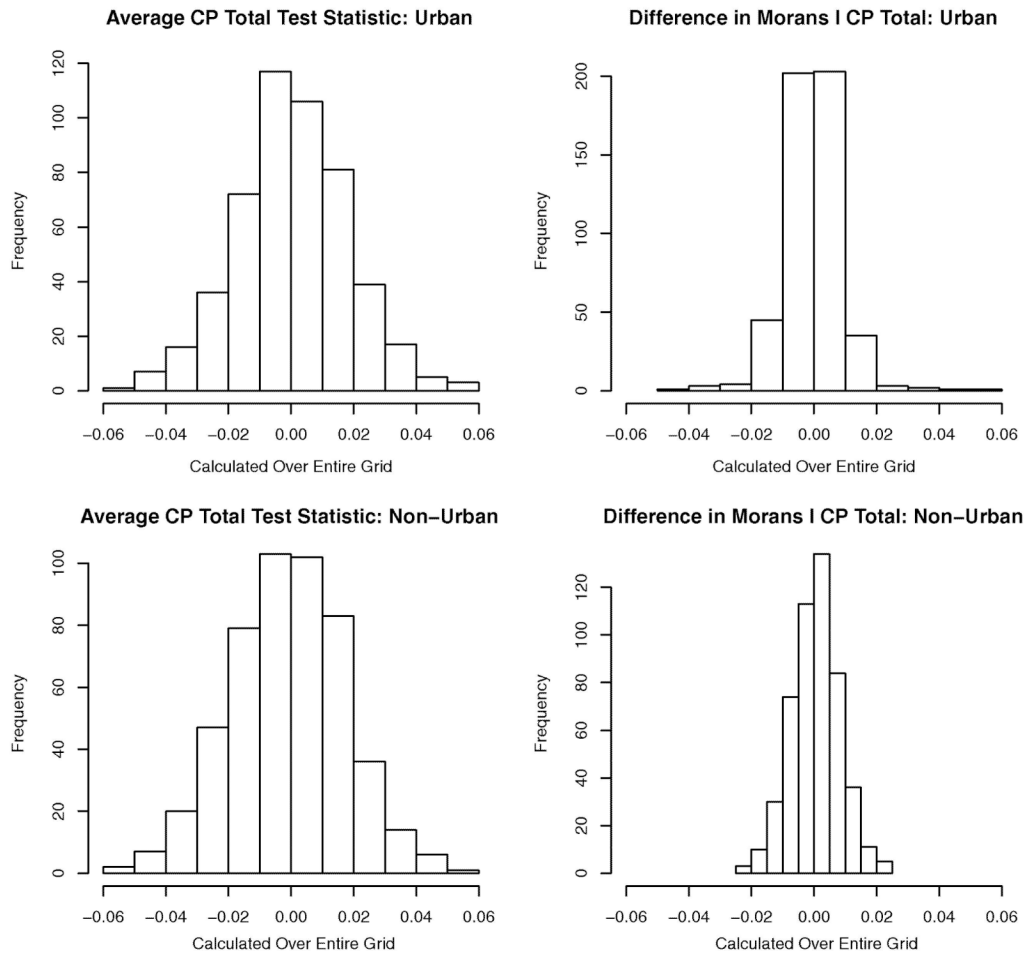 Average CP Total Test Statistic: Urban
Frequency
0 20 40 60 80 100 120
−0.06 −0.04 −0.02 0.00 0.02 0.04 0.06
Calculated Over Entire Grid
Difference in Morans I CP Total: Urban
Frequency
0 50 100 150 200
−0.06 −0.04 −0.02 0.00 0.02 0.04 0.06
Calculated Over Entire Grid
Average CP Total Test Statistic: Non−Urban
Frequency
0 20 40 60 80 100
−0.06 −0.04 −0.02 0.00 0.02 0.04 0.06
Calculated Over Entire Grid
Difference in Morans I CP Total: Non−Urban
Frequency
0 20 40 60 80 100 120
−0.06 −0.04 −0.02 0.00 0.02 0.04 0.06
Calculated Over Entire Grid